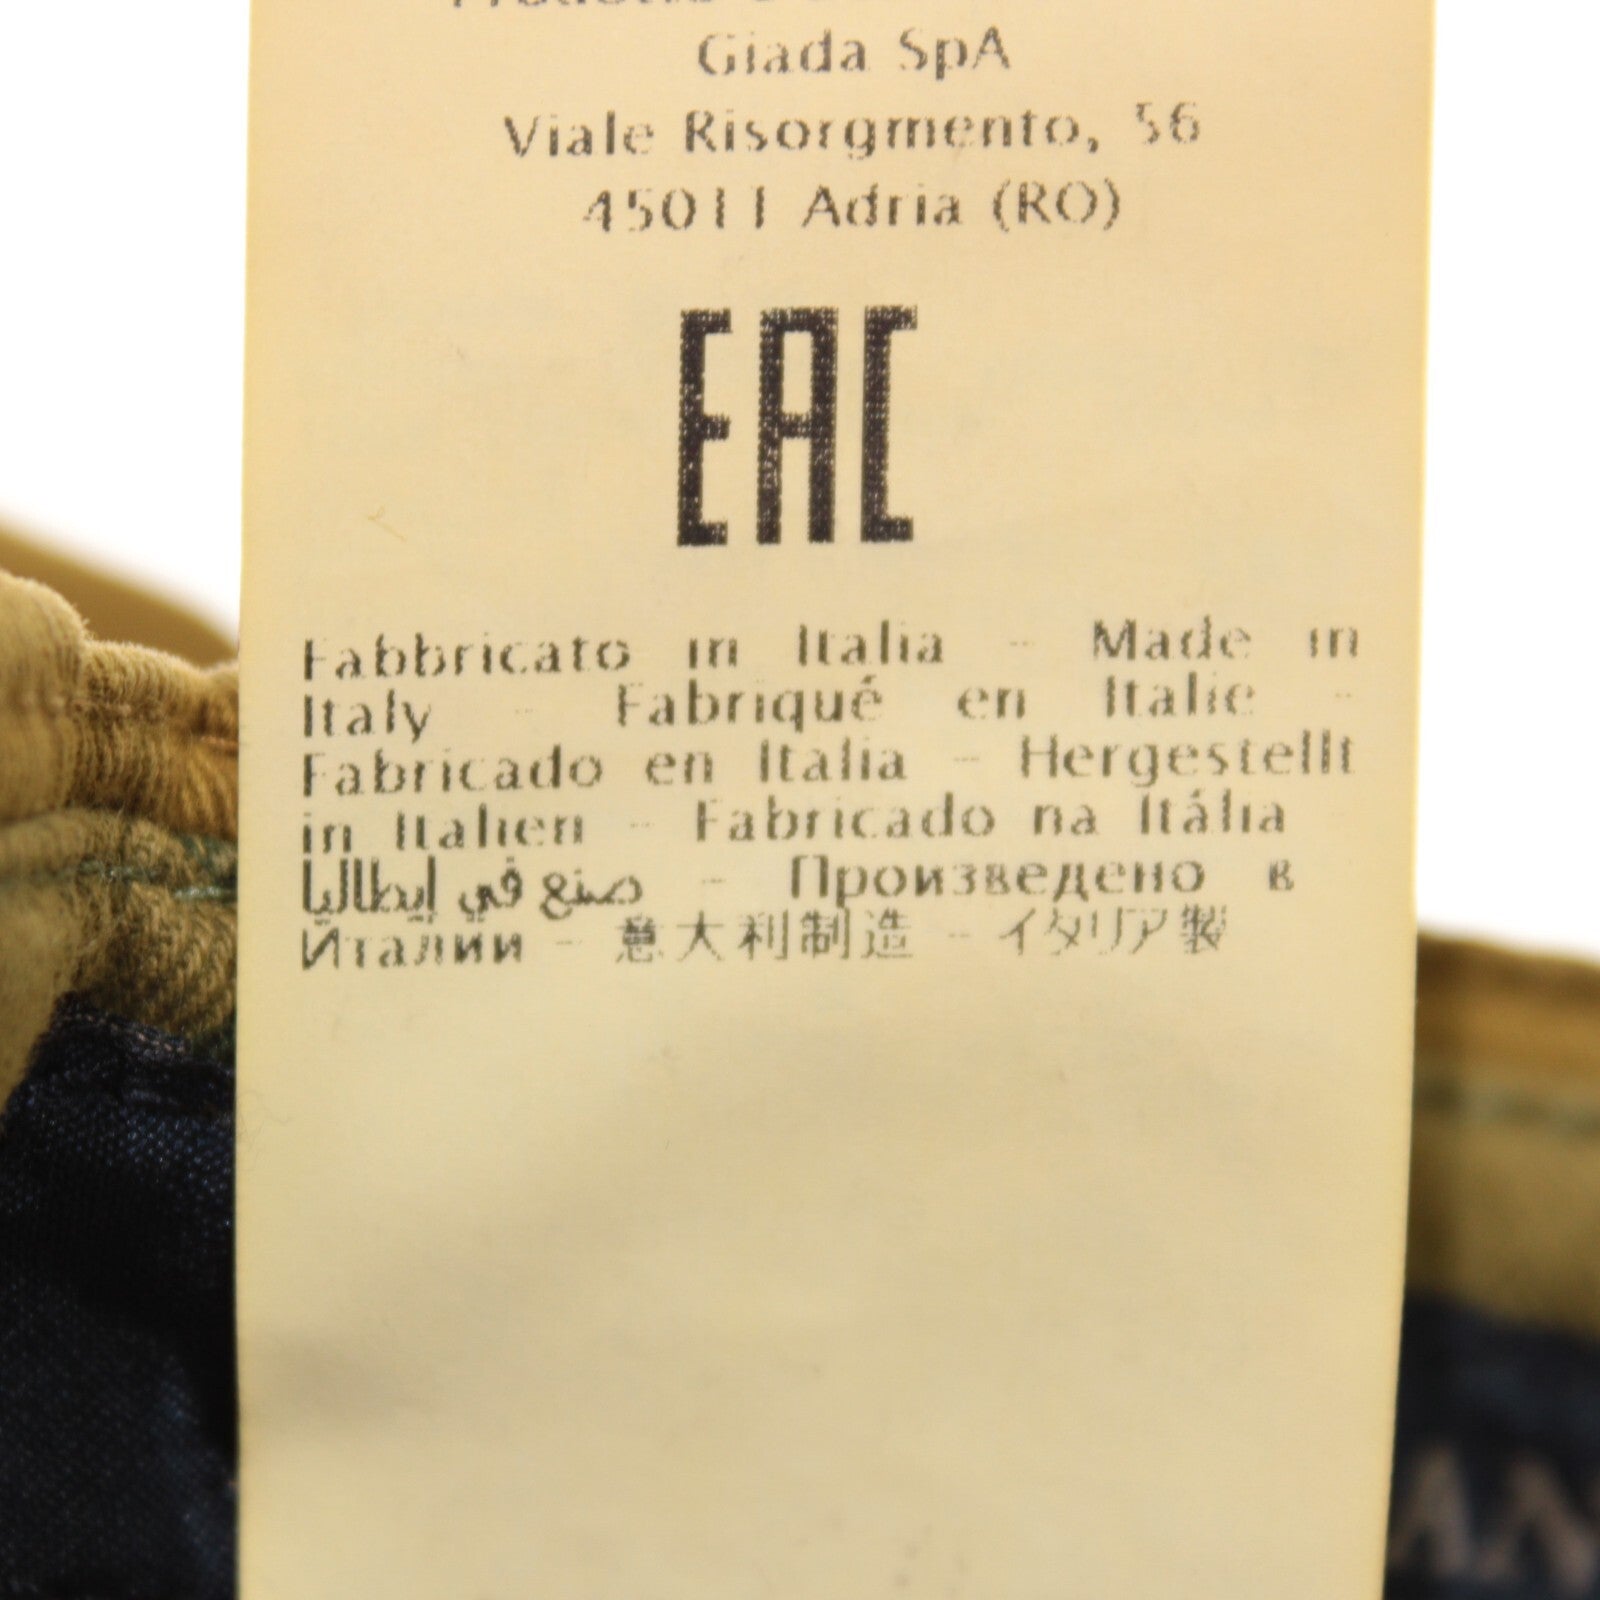 Giada SpA
Viale Risorgmento, 56
45011 Adria (RO)
EAC
Fabbricato in Italia - Made in
Italy - Fabriqué en Italie -
Fabricado en Italia - Hergestellt
in Italien - Fabricado na Itália
صنع في إيطاليا - Произведено в
Италии - 意大利制造 - イタリア製